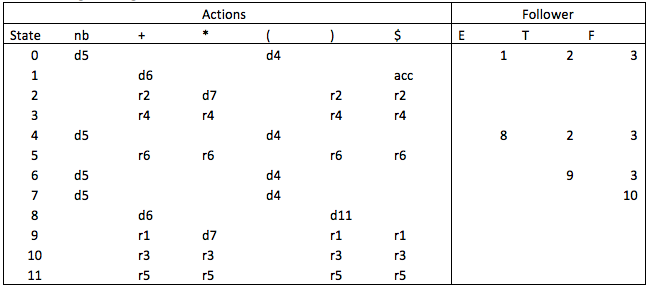 Actions Follower
State nb + * ( ) $ E T F
0 d5 d4 1 2 3
1 d6 acc
2 r2 d7 r2 r2
3 r4 r4 r4 r4
4 d5 d4 8 2 3
5 r6 r6 r6 r6
6 d5 d4 9 3
7 d5 d4 10
8 d6 d11
9 r1 d7 r1 r1
10 r3 r3 r3 r3
11 r5 r5 r5 r5